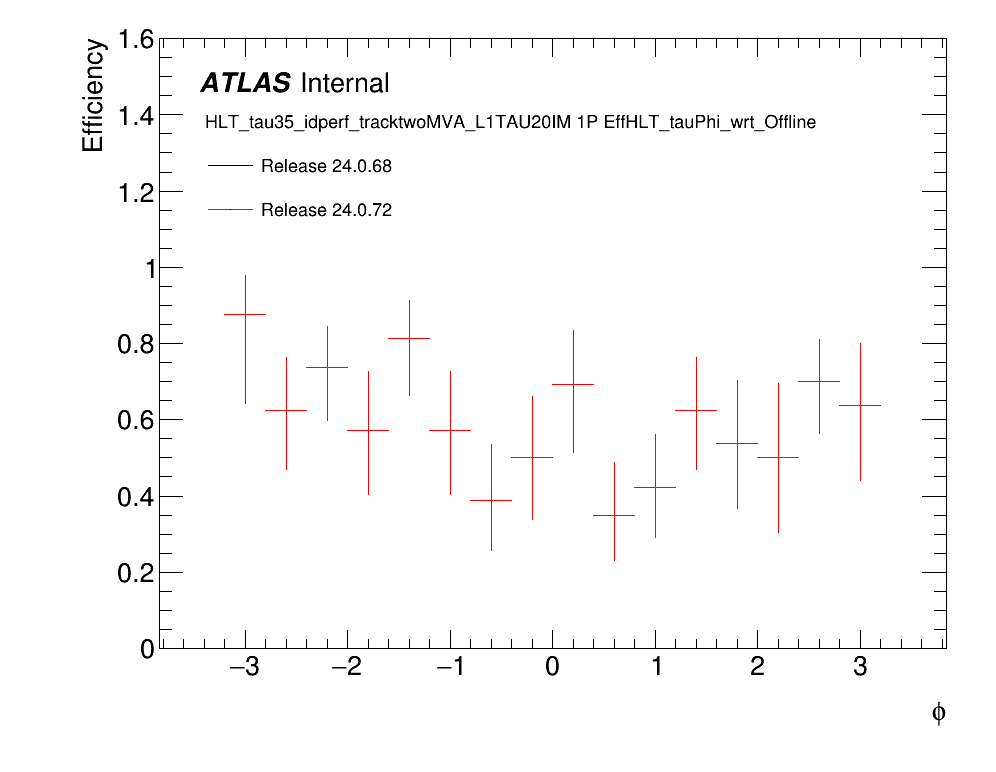 1.6
1.4
1.2
1
0.8
0.6
0.4
0.2
0
Efficiency
ATLAS Internal
HLT_tau35_idperf_tracktwoMVA_L1TAU20IM 1P EffHLT_tauPhi_wrt_Offline
Release 24.0.68
Release 24.0.72
−3 −2 −1 0 1 2 3
ϕ